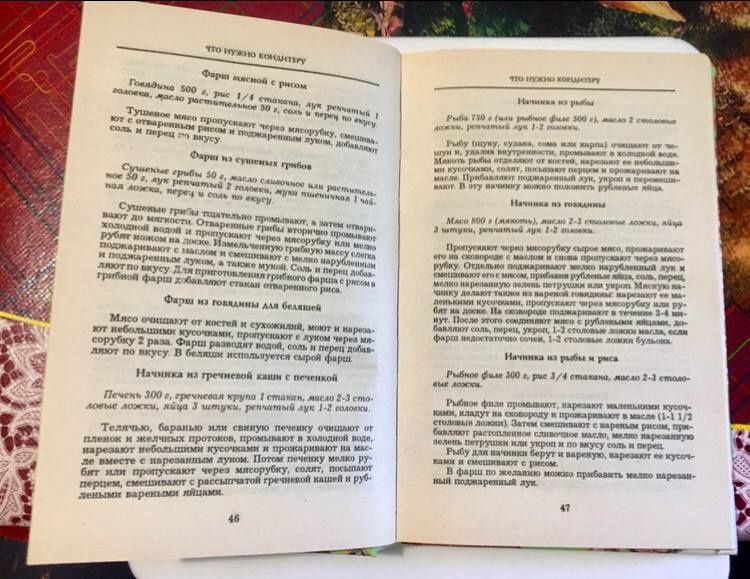 ЧТО НУЖНО КОНДИТЕРУ
Фарш мясной с рисом
Говядина 500 г, рис 1/4 стакана, лук репчатый 1
головка, масло растительное 50 г, соль и перец по вкусу.
Тушеное мясо пропускают через мясорубку, смешива-
ют с отваренным рисом и поджаренным луком, добавляют
соль и перец по вкусу.
Фарш из сушеных грибов
Сушеные грибы 50 г, масло сливочное или раститель-
ное 50 г, лук репчатый 2 головки, мука пшеничная 1 чай-
ная ложка, перец и соль по вкусу.
Сушеные грибы тщательно промывают, а затем отвари-
вают до мягкости. Отваренные грибы вторично промывают
холодной водой и пропускают через мясорубку или мелко
рубят ножом на доске. Измельченную грибную массу слегка
поджаривают с маслом и смешивают с мелко нарубленным
и поджаренным луком, а также мукой. Соль и перец добав-
ляют по вкусу. Для приготовления грибного фарша с рисом в
грибной фарш добавляют стакан отваренного риса.
Фарш из говядины для беляшей
Мясо очищают от костей и сухожилий, моют и нареза-
ют небольшими кусочками, пропускают с луком через мя-
сорубку 2 раза. Фарш разводят водой, соль и перец добав-
ляют по вкусу. В беляши используется сырой фарш.
Начинка из гречневой каши с печенкой
Печень 300 г, гречневая крупа 1 стакан, масло 2-3 сто-
ловые ложки, яйца 3 штуки, репчатый лук 1-2 головки.
Телячью, баранью или свиную печенку очищают от
пленок и желчных протоков, промывают в холодной воде,
нарезают небольшими кусочками и прожаривают на мас-
ле вместе с нарезанным луком. Потом печенку мелко ру-
бят или пропускают через мясорубку, солят, посыпают
перцем, смешивают с рассыпчатой гречневой кашей и руб-
леными вареными яйцами.
46
ЧТО НУЖНО КОНДИТЕРУ
Начинка из рыбы
Рыба 750 г (или рыбное филе 500 г), масло 2 столовые
ложки, репчатый лук 1-2 головки.
Рыбу (щуку, судака, сома или карпа) очищают от че-
шуи и, удалив внутренности, промывают в холодной воде.
Мякоть рыбы отделяют от костей, нарезают ее небольши-
ми кусочками, солят, посыпают перцем и прожаривают на
масле. Прибавляют поджаренный лук, укроп и перемеши-
вают. В эту начинку можно положить рубленые яйца.
Начинка из говядины
Мясо 800 г (мякоть), масло 2-3 столовые ложки, яйца
3 штуки, репчатый лук 1-2 головки.
Пропускают через мясорубку сырое мясо, прожаривают
его на сковороде с маслом и снова пропускают через мясо-
рубку. Отдельно поджаривают мелко нарубленный лук и
смешивают его с мясом, прибавив рубленые яйца, соль, перец,
мелко нарезанную зелень петрушки или укроп. Мясную на-
чинку делают также из вареной говядины: нарезают ее ма-
ленькими кусочками, пропускают через мясорубку или ру-
бят на доске. На сковороде поджаривают в течение 3-4 ми-
нут. После этого соединяют мясо с рублеными яйцами, до-
бавляют соль, перец, укроп, 1-2 столовые ложки масла, если
фарш недостаточно сочен, 1-2 столовые ложки бульона.
Начинка из рыбы и риса
Рыбное филе 300 г, рис 3/4 стакана, масло 2-3 столо-
вые ложки.
Рыбное филе промывают, нарезают маленькими кусоч-
ками, кладут на сковороду и прожаривают в масле (1-1 1/2
столовые ложки). Затем смешивают с вареным рисом, при-
бавляют растопленное сливочное масло, мелко нарезанную
зелень петрушки или укроп и по вкусу соль и перец.
Рыбу для начинки берут и вареную, нарезают ее кусоч-
ками и смешивают с рисом.
В фарш по желанию можно прибавить мелко нарезан-
ный поджаренный лук.
47